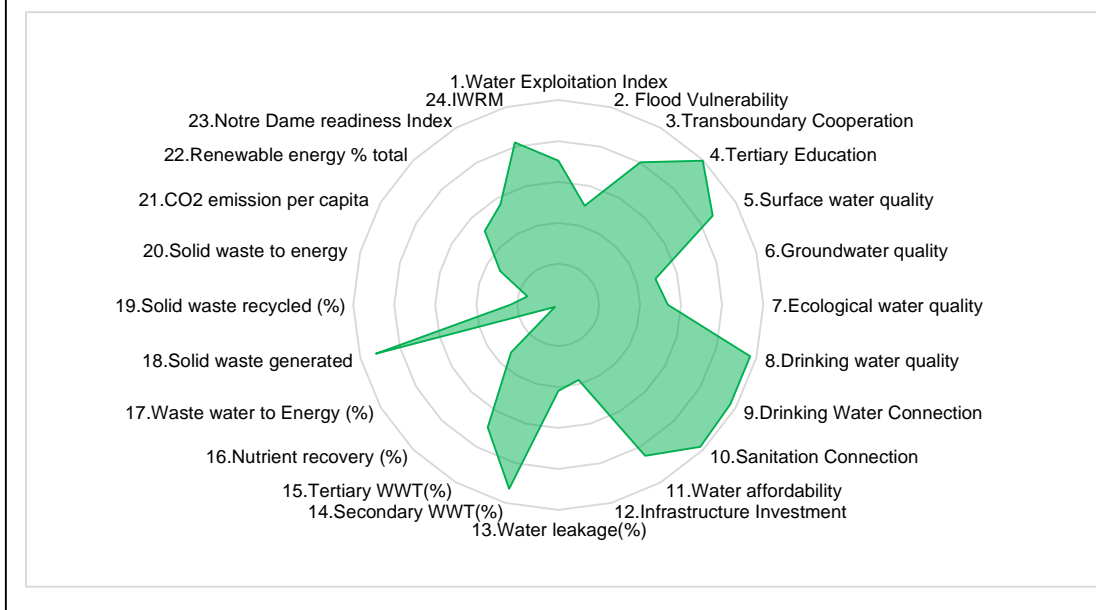 1.Water Exploitation Index
2. Flood Vulnerability
3.Transboundary Cooperation
4.Tertiary Education
5.Surface water quality
6.Groundwater quality
7.Ecological water quality
8.Drinking water quality
9.Drinking Water Connection
10.Sanitation Connection
11.Water affordability
12.Infrastructure Investment
13.Water leakage(%)
14.Secondary WWT(%)
15.Tertiary WWT(%)
16.Nutrient recovery (%)
17.Waste water to Energy (%)
18.Solid waste generated
19.Solid waste recycled (%)
20.Solid waste to energy
21.CO2 emission per capita
22.Renewable energy % total
23.Notre Dame readiness Index
24.IWRM